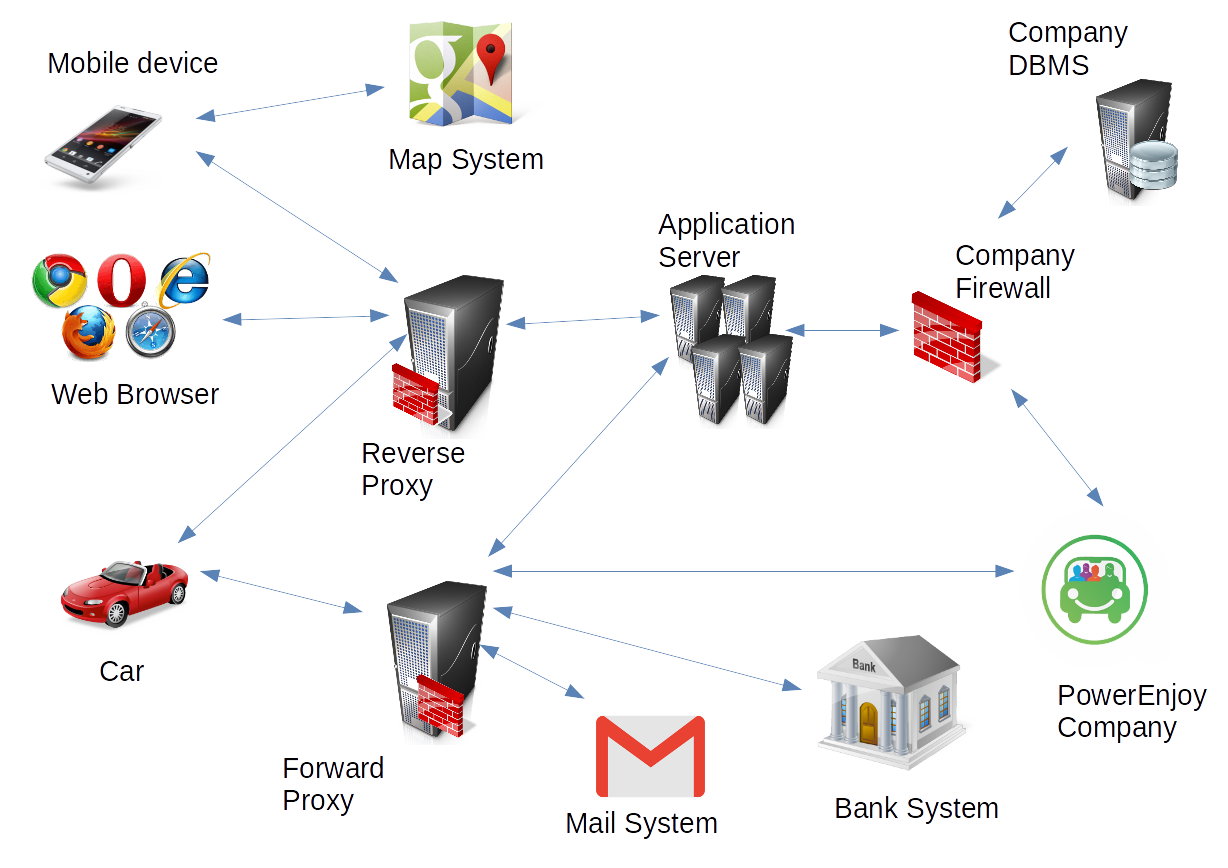 Mobile device
Map System
Company
DBMS
Application
Server
Company
Firewall
Web Browser
Reverse
Proxy
Car
Forward
Proxy
Mail System
Bank
Bank System
PowerEnjoy
Company